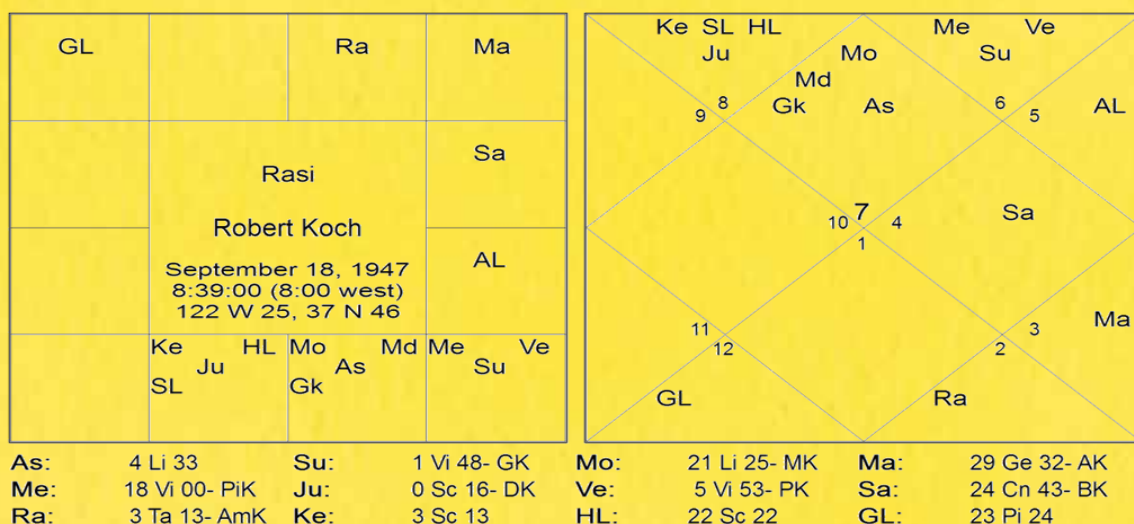 GL Ra Ma
Sa
Rasi
Robert Koch
September 18, 1947
8:39:00 (8:00 west)
122 W 25, 37 N 46
AL
Ke HL Mo Md Me Ve
Ju As Su
SL Gk
Ke SL HL Me Ve
Ju Mo Su
Md
8 Gk As 6 AL
9 5
7 Sa
10 4
1
Ma
11 3
12 2
GL Ra
As: 4 Li 33 Su: 1 Vi 48- GK Mo: 21 Li 25- MK Ma: 29 Ge 32- AK
Me: 18 Vi 00- PiK Ju: 0 Sc 16- DK Ve: 5 Vi 53- PK Sa: 24 Cn 43- BK
Ra: 3 Ta 13- AmK Ke: 3 Sc 13 HL: 22 Sc 22 GL: 23 Pi 24